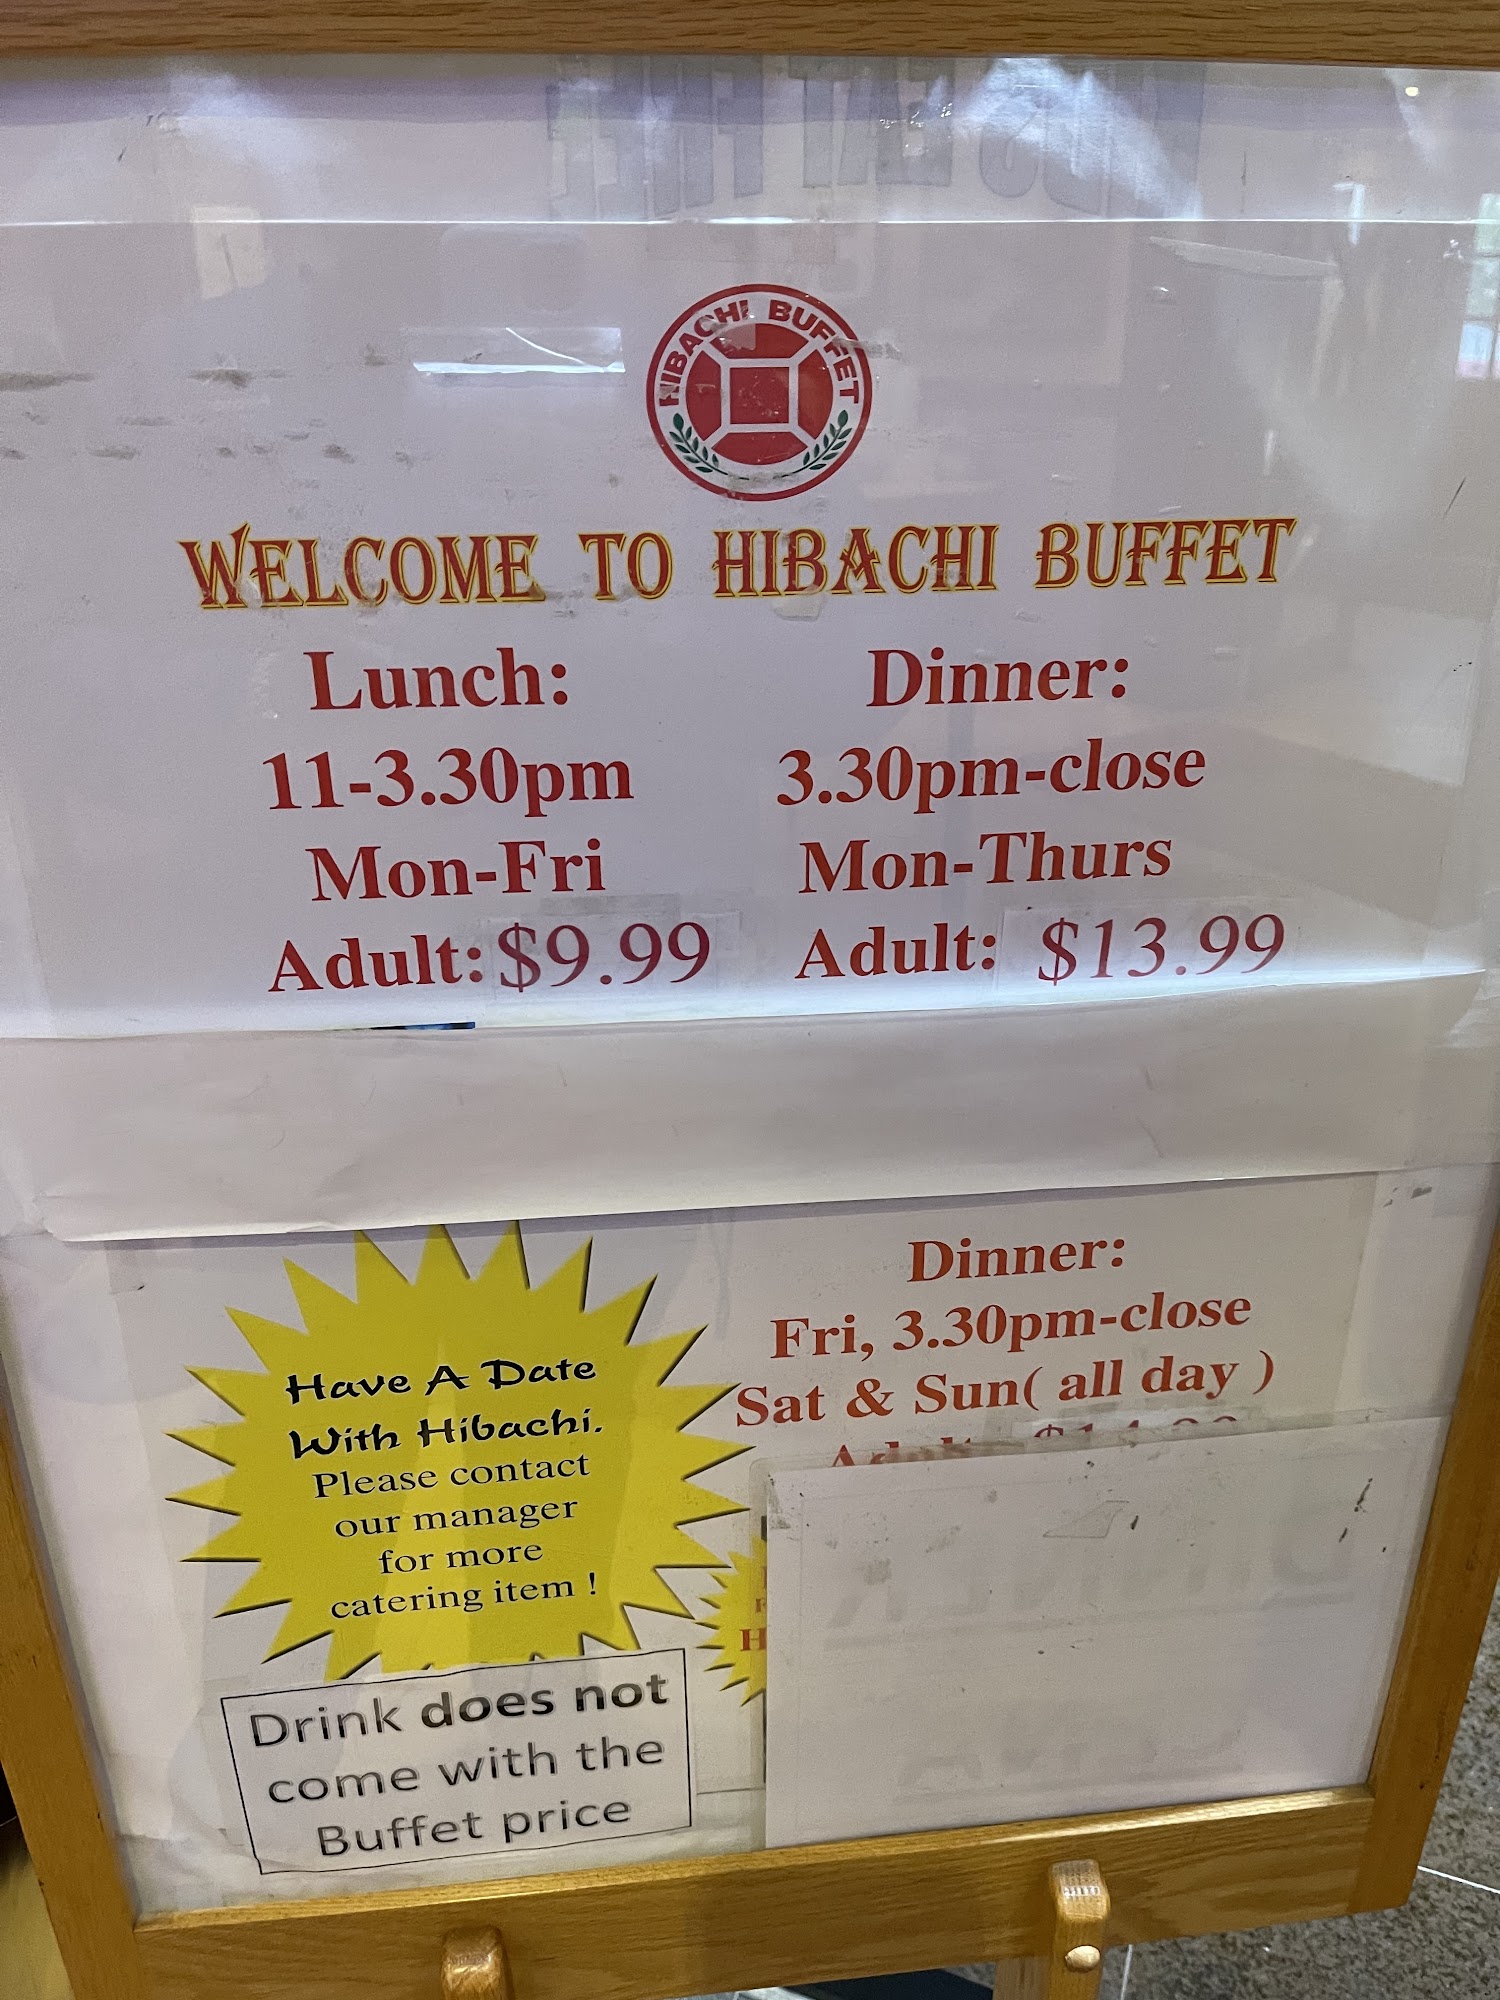 HIBACHI BUFFET
WELCOME TO HIBACHI BUFFET
Lunch:
11-3.30pm
Mon-Fri
Adult: $9.99
Dinner:
3.30pm-close
Mon-Thurs
Adult: $13.99
Have A Date
With Hibachi.
Please contact
our manager
for more
catering item !
Dinner:
Fri, 3.30pm-close
Sat & Sun( all day )
Drink does not
come with the
Buffet price